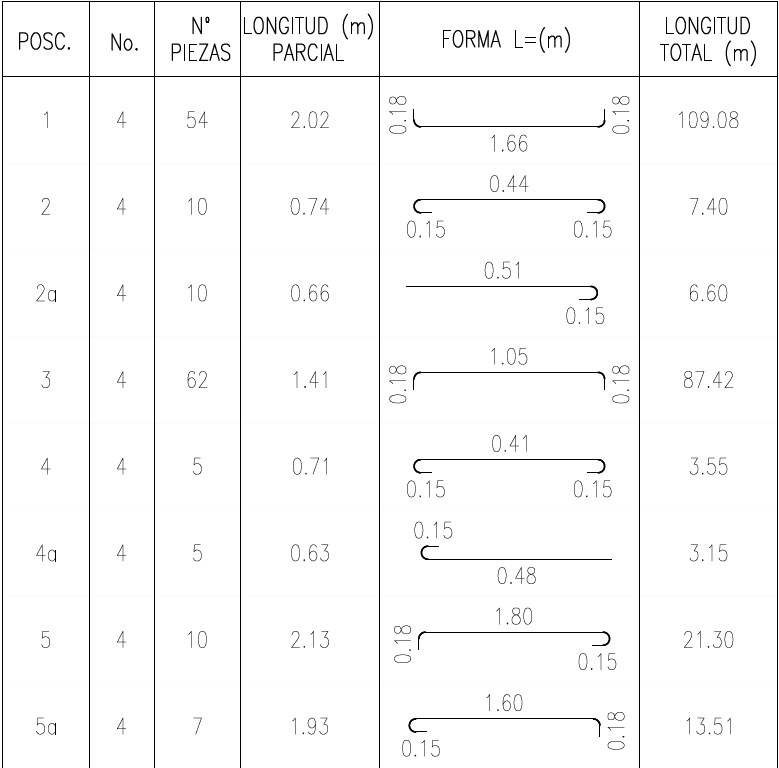 POSC. No. N° PIEZAS LONGITUD (m) PARCIAL FORMA L=(m) LONGITUD TOTAL (m)
1 4 54 2.02 0.18 1.66 0.18 109.08
2 4 10 0.74 0.44 0.15 0.15 7.40
2a 4 10 0.66 0.51 0.15 6.60
3 4 62 1.41 0.18 1.05 0.18 87.42
4 4 5 0.71 0.41 0.15 0.15 3.55
4a 4 5 0.63 0.15 0.48 3.15
5 4 10 2.13 0.18 1.80 0.15 21.30
5a 4 7 1.93 1.60 0.15 0.18 13.51